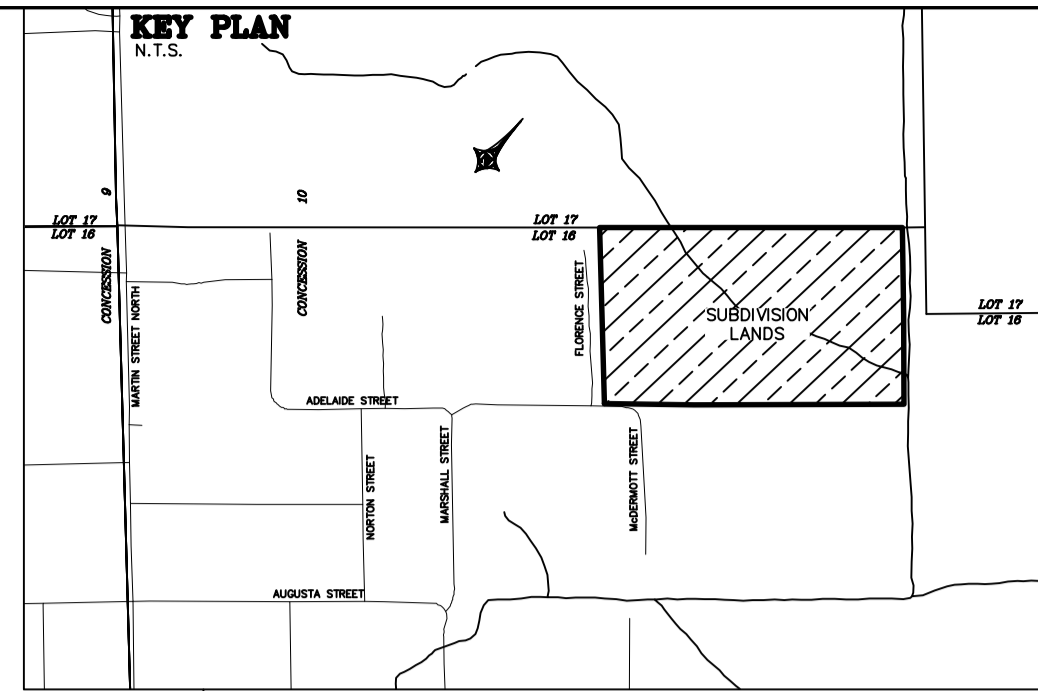 KEY PLAN
N.T.S.
9
10
LOT 17
LOT 16
LOT 17
LOT 16
CONCESSION
CONCESSION
FLORENCE STREET
MARTIN STREET NORTH
SUBDIVISION
LANDS
LOT 17
LOT 16
ADELAIDE STREET
NORTON STREET
MARSHALL STREET
McDERMOTT STREET
AUGUSTA STREET